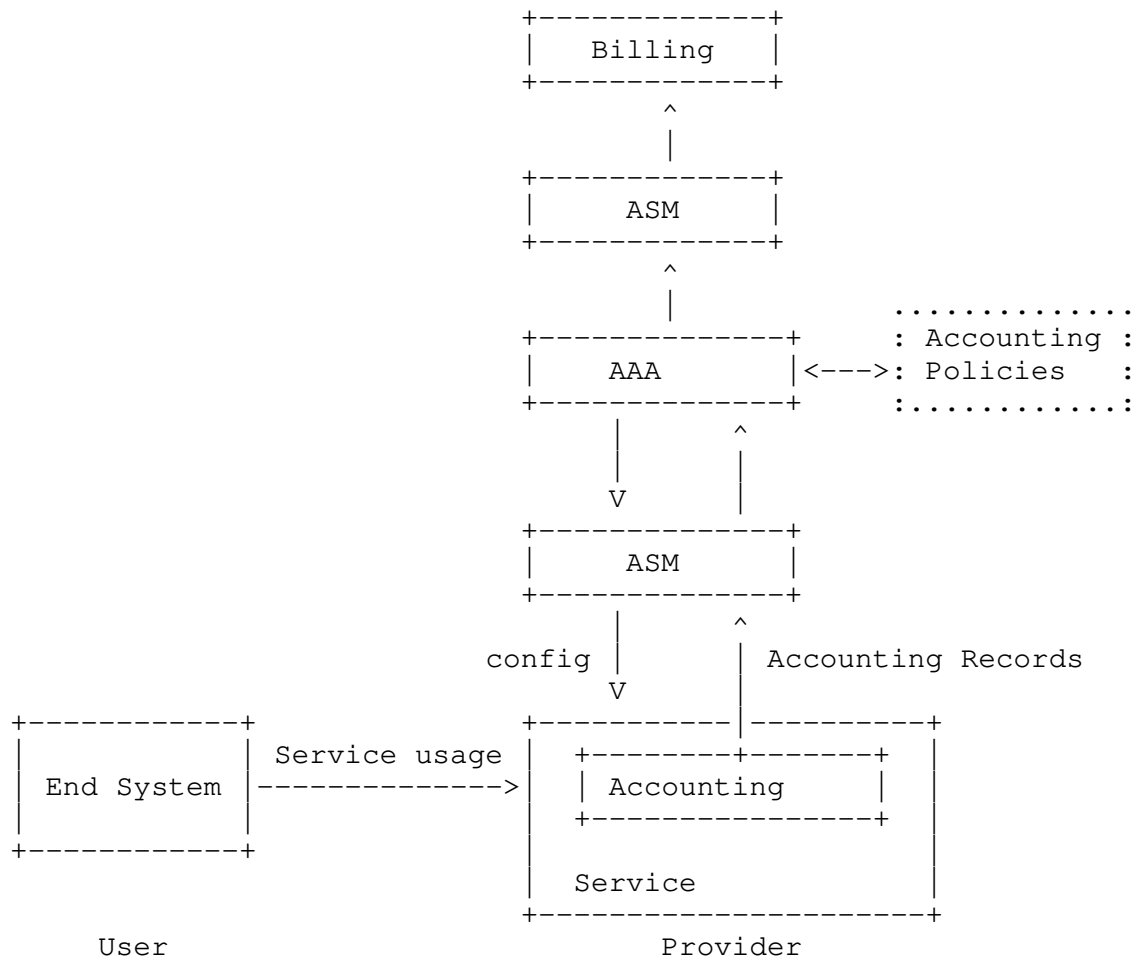 Billing
ASM
AAA
Accounting
Policies
ASM
config
Accounting Records
Service usage
End System
Accounting
Service
User
Provider